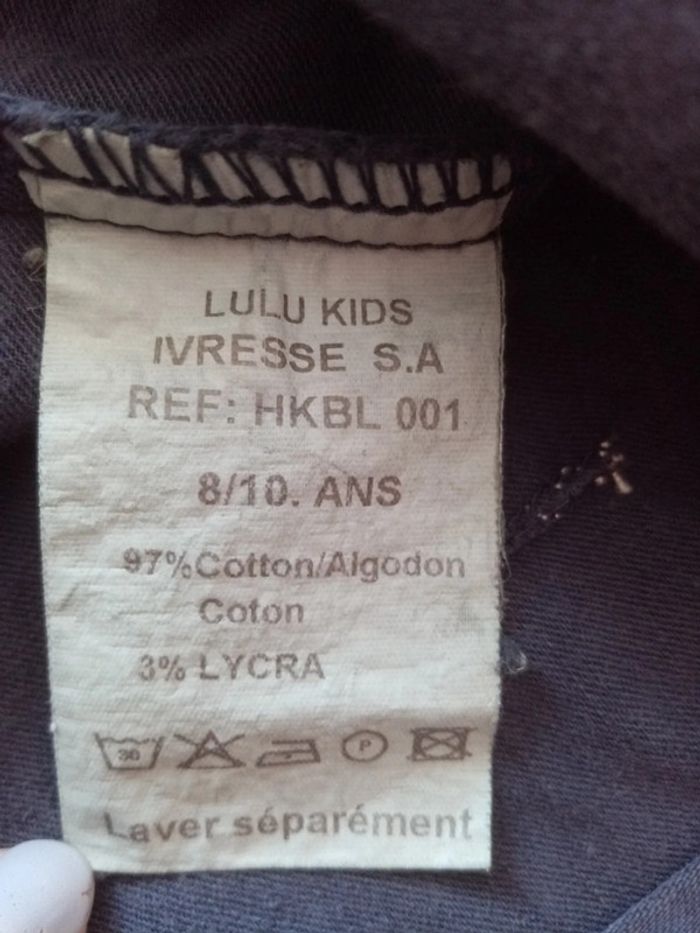 LULU KIDS
IVRESSE S.A
REF: HKBL 001
8/10. ANS
97%Cotton/Algodon
Coton
3% LYCRA
30 P
Laver séparément